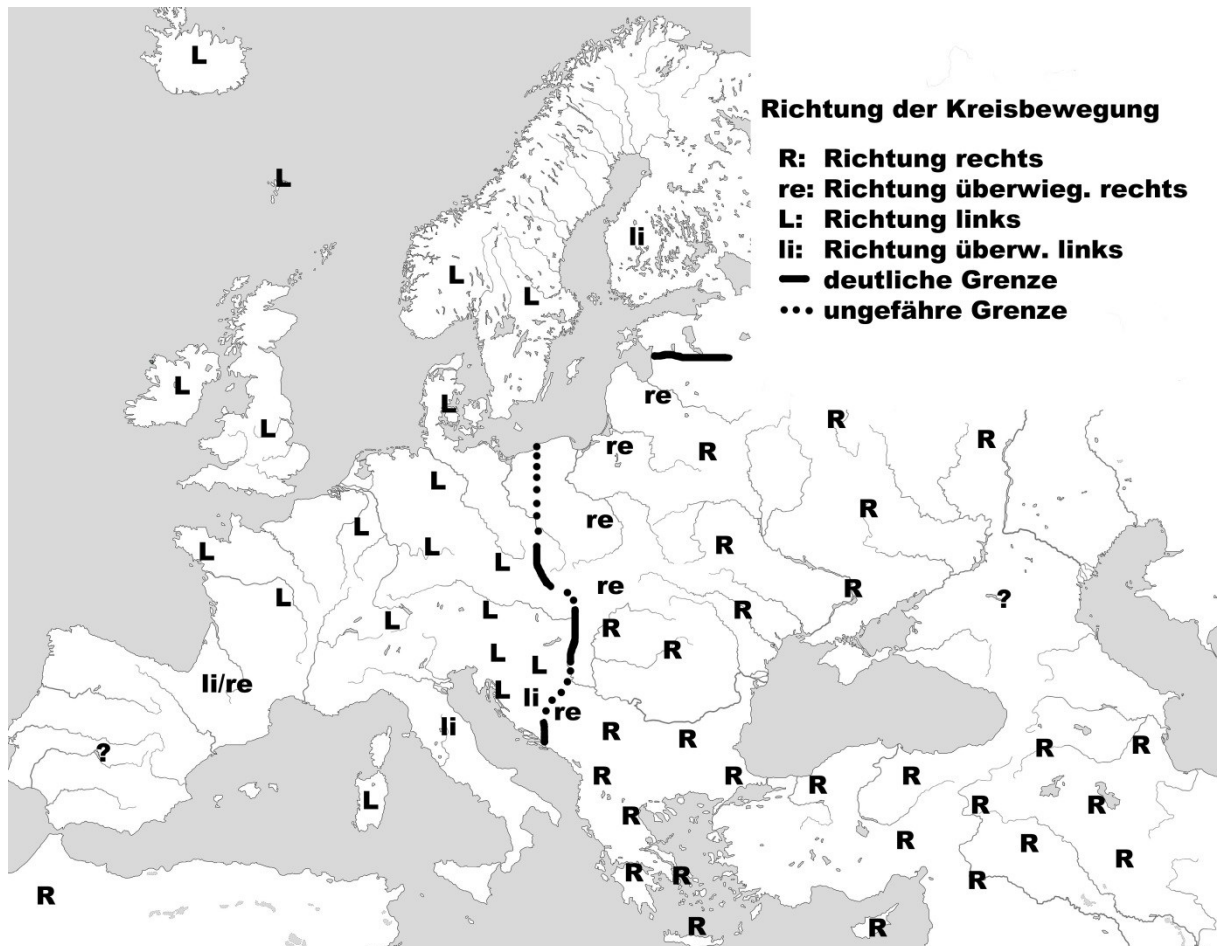 L
Richtung der Kreisbewegung
R: Richtung rechts
re: Richtung überwieg. rechts
L: Richtung links
li: Richtung überw. links
deutliche Grenze
ungefähre Grenze
L
li
L
L
L
re
L
L
R
R
re
R
L
L
R
re
L
R
L
L
L
re
R
L
?
L
R
L
R
R
L
L
li/re
L
li
re
li
R
R
?
R
R
R
R
R
R
L
R
R
R
R
R
R
R
R
R
R
R
R
R